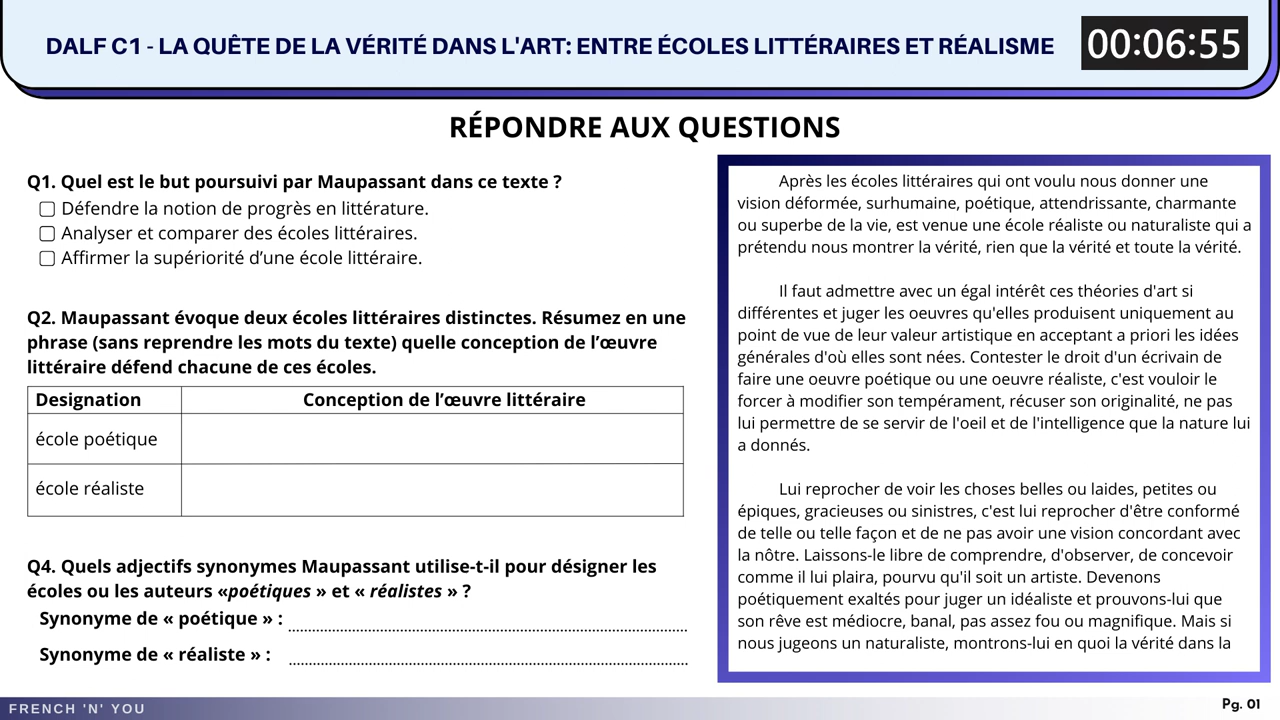 DALF C1 - LA QUÊTE DE LA VÉRITÉ DANS L'ART: ENTRE ÉCOLES LITTÉRAIRES ET RÉALISME
00:06:55
RÉPONDRE AUX QUESTIONS
Q1. Quel est le but poursuivi par Maupassant dans ce texte ?
Défendre la notion de progrès en littérature.
Analyser et comparer des écoles littéraires.
Affirmer la supériorité d’une école littéraire.
Q2. Maupassant évoque deux écoles littéraires distinctes. Résumez en une
phrase (sans reprendre les mots du texte) quelle conception de l’œuvre
littéraire défend chacune de ces écoles.
Designation Conception de l’œuvre littéraire
école poétique
école réaliste
Q4. Quels adjectifs synonymes Maupassant utilise-t-il pour désigner les
écoles ou les auteurs «poétiques » et « réalistes » ?
Synonyme de « poétique » :
Synonyme de « réaliste » :
Après les écoles littéraires qui ont voulu nous donner une
vision déformée, surhumaine, poétique, attendrissante, charmante
ou superbe de la vie, est venue une école réaliste ou naturaliste qui a
prétendu nous montrer la vérité, rien que la vérité et toute la vérité.
Il faut admettre avec un égal intérêt ces théories d'art si
différentes et juger les oeuvres qu'elles produisent uniquement au
point de vue de leur valeur artistique en acceptant a priori les idées
générales d'où elles sont nées. Contester le droit d'un écrivain de
faire une oeuvre poétique ou une oeuvre réaliste, c'est vouloir le
forcer à modifier son tempérament, récuser son originalité, ne pas
lui permettre de se servir de l'oeil et de l'intelligence que la nature lui
a donnés.
Lui reprocher de voir les choses belles ou laides, petites ou
épiques, gracieuses ou sinistres, c'est lui reprocher d'être conformé
de telle ou telle façon et de ne pas avoir une vision concordant avec
la nôtre. Laissons-le libre de comprendre, d'observer, de concevoir
comme il lui plaira, pourvu qu'il soit un artiste. Devenons
poétiquement exaltés pour juger un idéaliste et prouvons-lui que
son rêve est médiocre, banal, pas assez fou ou magnifique. Mais si
nous jugeons un naturaliste, montrons-lui en quoi la vérité dans la
FRENCH 'N' YOU
Pg. 01